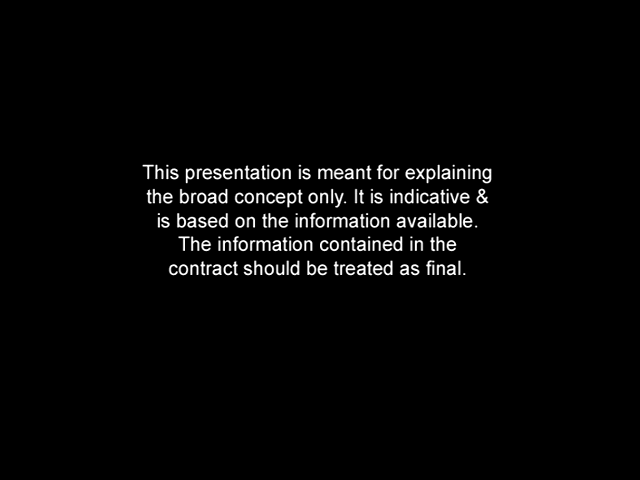 This presentation is meant for explaining
the broad concept only. It is indicative &
is based on the information available.
The information contained in the
contract should be treated as final.